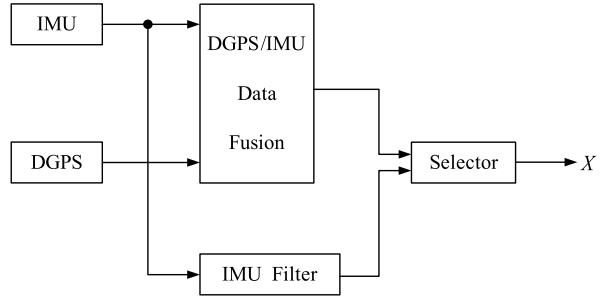 IMU
DGPS/IMU
Data
Fusion
DGPS
Selector
X
IMU Filter